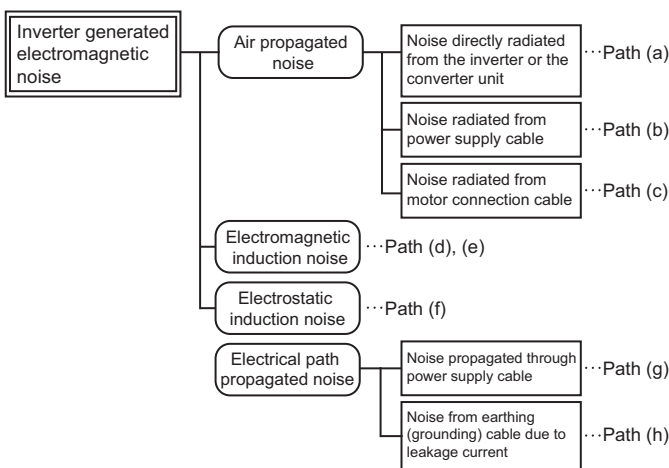 Inverter generated
electromagnetic
noise
Air propagated
noise
Noise directly radiated
from the inverter or the
converter unit
···Path (a)
Noise radiated from
power supply cable
···Path (b)
Noise radiated from
motor connection cable
···Path (c)
Electromagnetic
induction noise
···Path (d), (e)
Electrostatic
induction noise
···Path (f)
Electrical path
propagated noise
Noise propagated through
power supply cable
···Path (g)
Noise from earthing
(grounding) cable due to
leakage current
···Path (h)